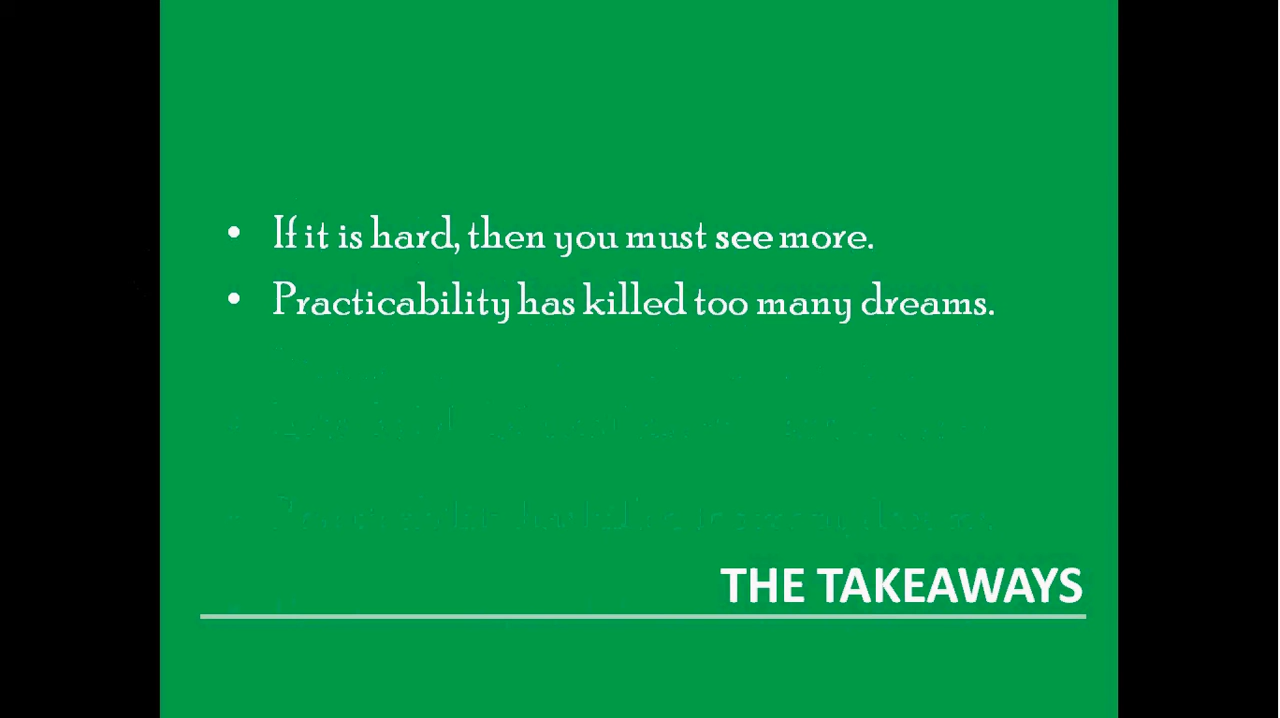 • If it is hard, then you must see more.
• Practicability has killed too many dreams.
THE TAKEAWAYS